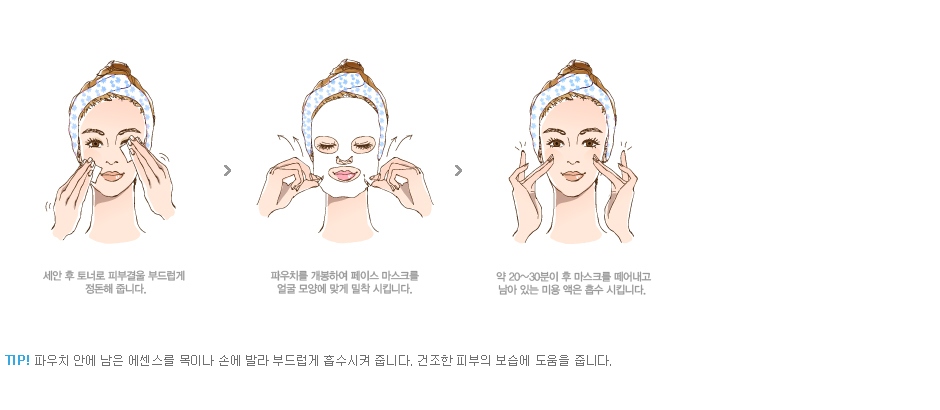 세안 후 토너로 피부결을 부드럽게
정돈해 줍니다.
파우치를 개봉하여 페이스 마스크를
얼굴 모양에 맞게 밀착 시킵니다.
약 20~30분이 후 마스크를 떼어내고
남아 있는 미용 액은 흡수 시킵니다.
TIP! 파우치 안에 남은 에센스를 목이나 손에 발라 부드럽게 흡수시켜 줍니다. 건조한 피부의 보습에 도움을 줍니다.